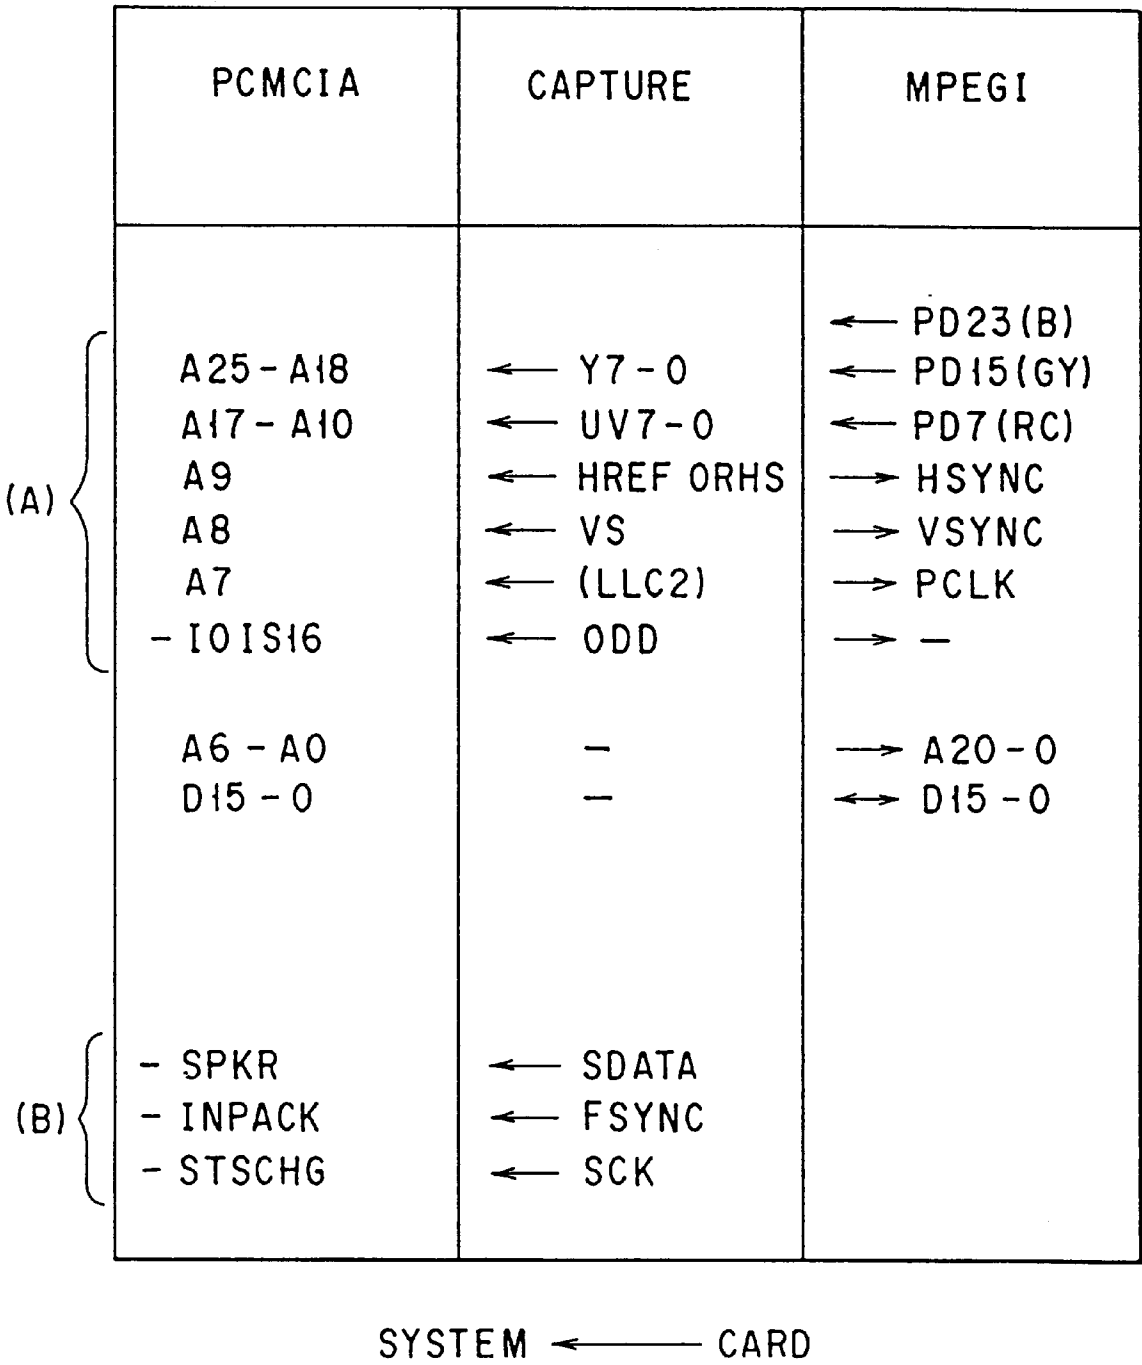 PCMCIA CAPTURE MPEGI
← PD23(B)
A25-A18 ← Y7-0 ← PD15(GY)
A17-A10 ← UV7-0 ← PD7(RC)
(A) A9 ← HREF ORHS → HSYNC
A8 ← VS → VSYNC
A7 ← (LLC2) → PCLK
-IOIS16 ← ODD → -
A6-A0 - → A20-0
D15-0 - ↔ D15-0
-SPKR ← SDATA
(B) -INPACK ← FSYNC
-STSCHG ← SCK
SYSTEM ← CARD